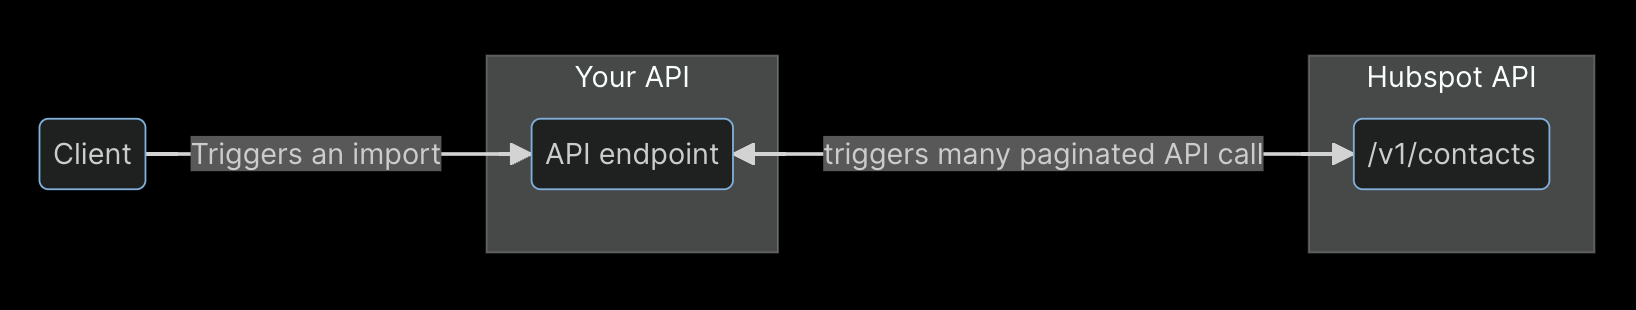 Your API
Hubspot API
Client
Triggers an import
API endpoint
triggers many paginated API call
/v1/contacts